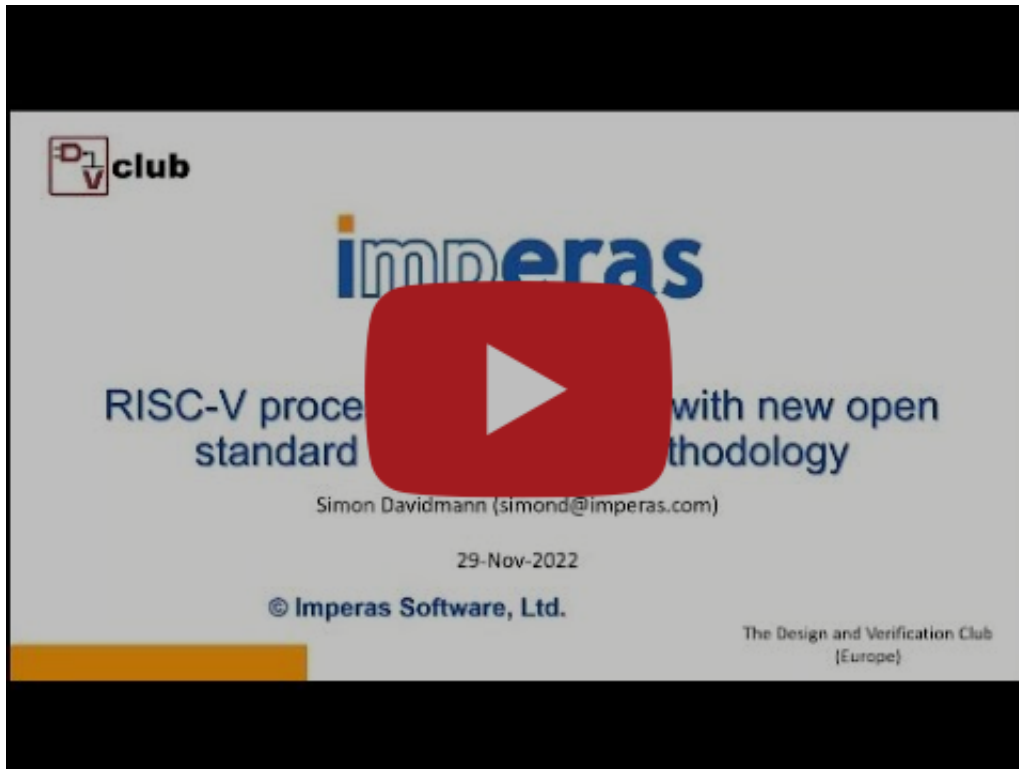 DV club
imperas
RISC-V proce with new open
standard thodology
Simon Davidmann (simond@imperas.com)
29-Nov-2022
© Imperas Software, Ltd.
The Design and Verification Club
(Europe)